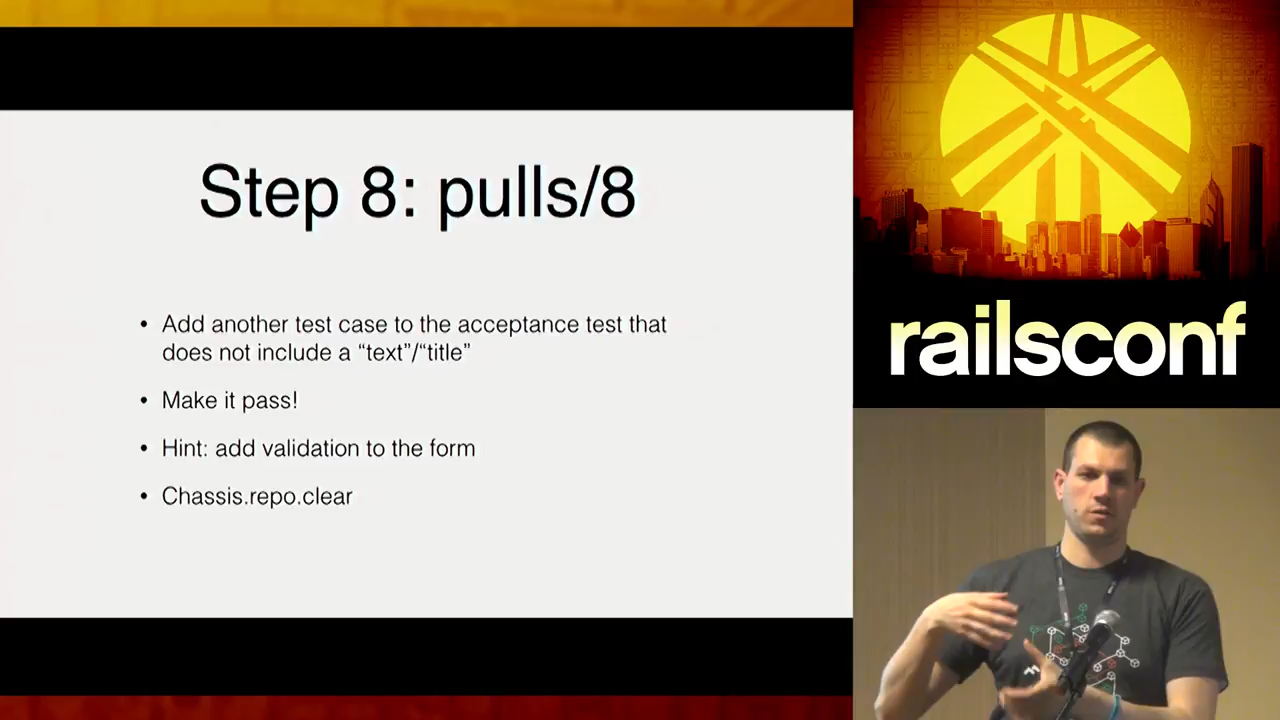 Step 8: pulls/8
• Add another test case to the acceptance test that
does not include a “text”/“title”
• Make it pass!
• Hint: add validation to the form
• Chassis.repo.clear
railsconf